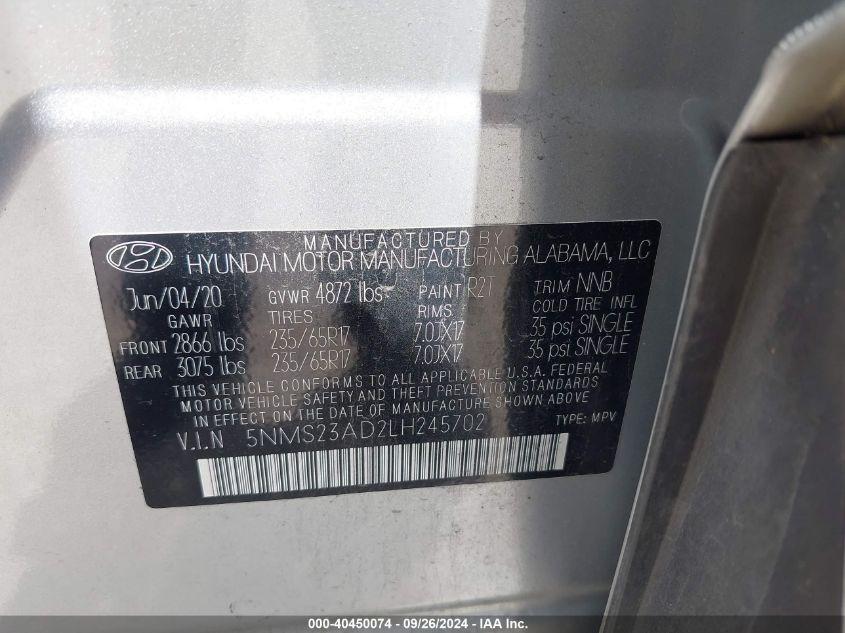 MANUFACTURED BY
HYUNDAI MOTOR MANUFACTURING ALABAMA, LLC
Jun/04/20 GVWR 4872 lbs PAINT R2T TRIM NNB
GAWR TIRES RIMS COLD TIRE INFL
FRONT 2866 lbs 235/65R17 7.0JX17 35 psi SINGLE
REAR 3075 lbs 235/65R17 7.0JX17 35 psi SINGLE
THIS VEHICLE CONFORMS TO ALL APPLICABLE U.S.A. FEDERAL
MOTOR VEHICLE SAFETY AND THEFT PREVENTION STANDARDS
IN EFFECT ON THE DATE OF MANUFACTURE SHOWN ABOVE.
V.I.N 5NMS23AD2LH245702 TYPE: MPV
000-40450074 - 09/26/2024 - IAA Inc.